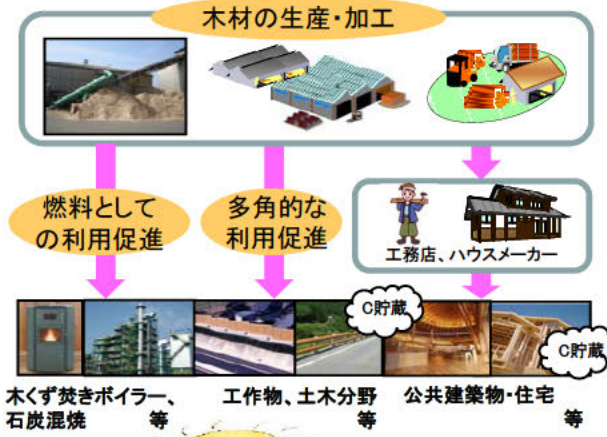 木材の生産・加工
燃料として
の利用促進
多角的な
利用促進
工務店、ハウスメーカー
C貯蔵
C貯蔵
木くず焚きボイラー、
石炭混焼 等
工作物、土木分野
等
公共建築物・住宅
等